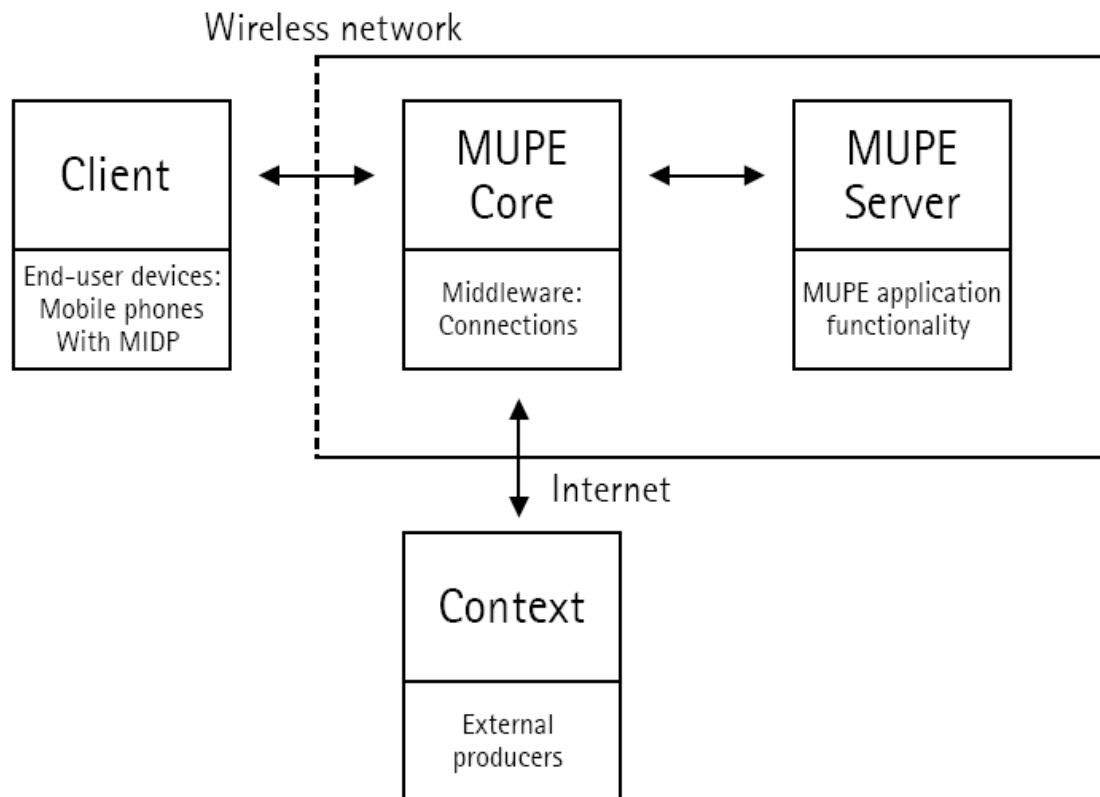 Wireless network
Client
End-user devices:
Mobile phones
With MIDP
MUPE
Core
Middleware:
Connections
MUPE
Server
MUPE application
functionality
Internet
Context
External
producers